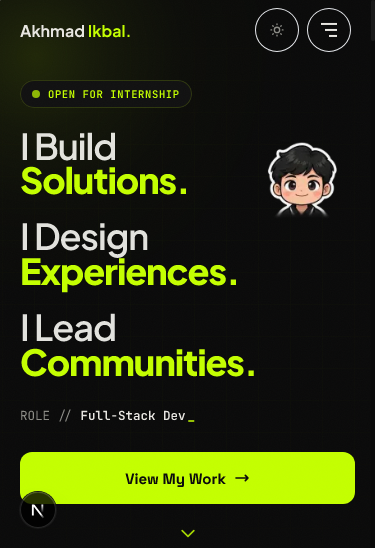 Akhmad Ikbal.
OPEN FOR INTERNSHIP
I Build
Solutions.
I Design
Experiences.
I Lead
Communities.
ROLE // Full-Stack Dev_
View My Work →
N